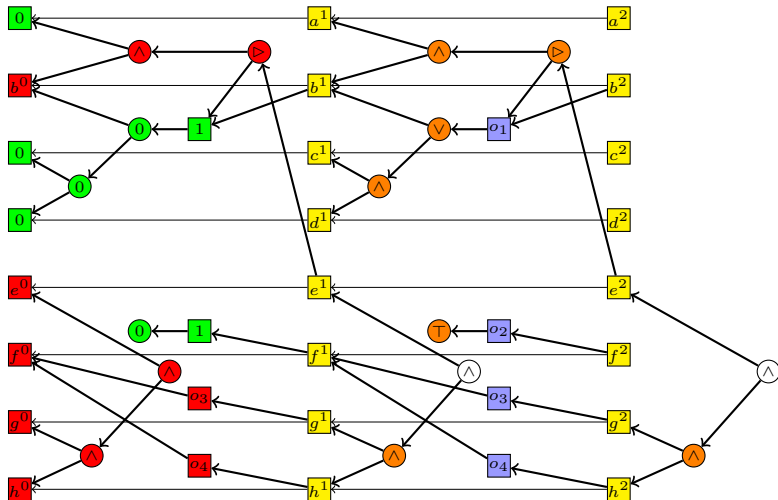 0 a¹ a²
∧ ▷ ∧ ▷
b⁰ b¹ b²
0 1 ∨ o₁
0 c¹ c²
0 ∧
0 d¹ d²
e⁰ e¹ e²
0 1 ⊤ o₂
f⁰ f¹ f²
∧ ∧ ∧
o₃ o₃
g⁰ g¹ g²
∧ ∧ ∧
o₄ o₄
h⁰ h¹ h²